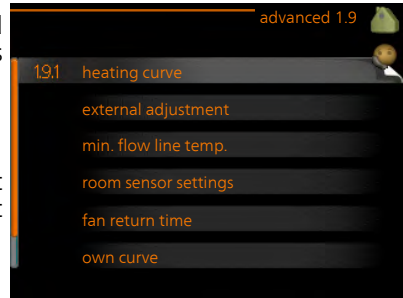 advanced 1.9
1.9.1 heating curve
external adjustment
min. flow line temp.
room sensor settings
fan return time
own curve